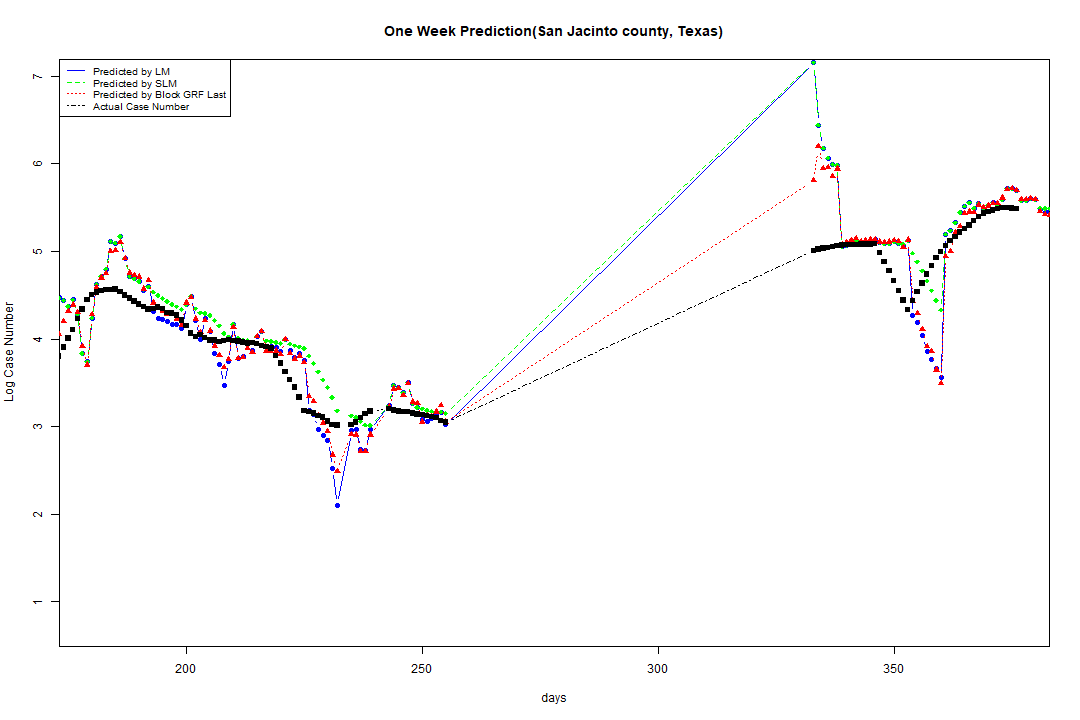 One Week Prediction(San Jacinto county, Texas)
Predicted by LM
Predicted by SLM
Predicted by Block GRF Last
Actual Case Number
7
6
5
4
3
2
1
Log Case Number
200 250 300 350
days